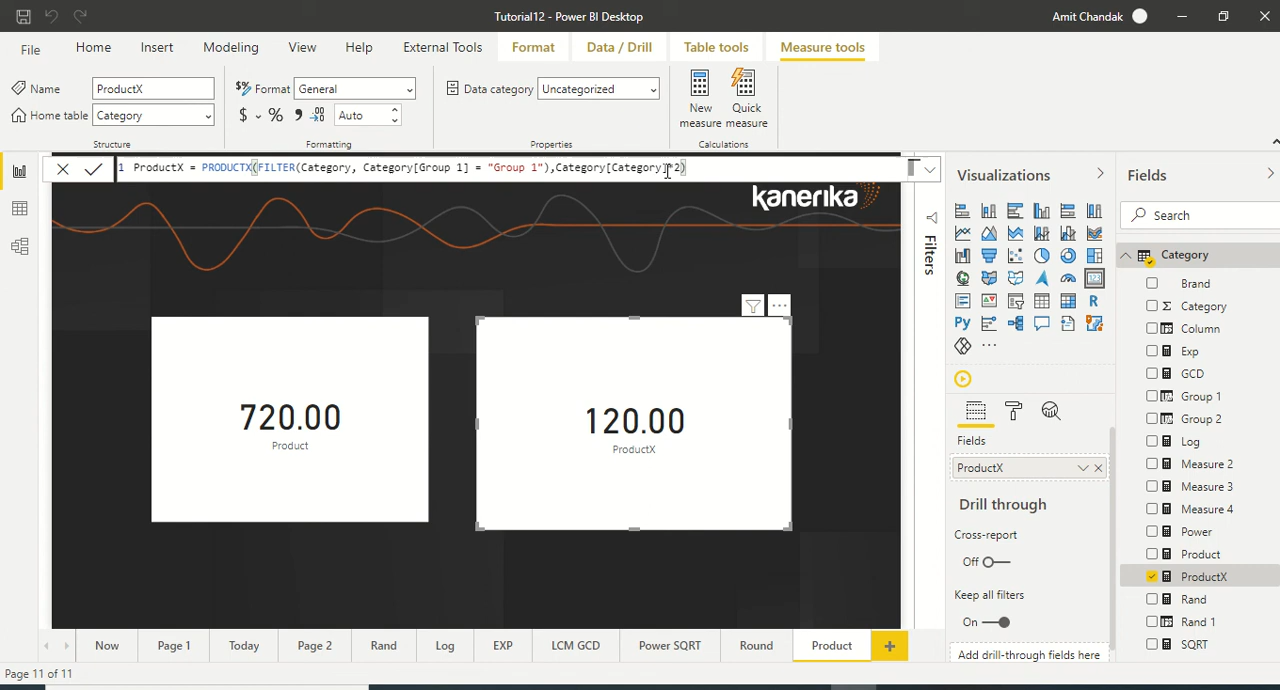 Tutorial12 - Power BI Desktop
Amit Chandak
File
Home
Insert
Modeling
View
Help
External Tools
Format
Data / Drill
Table tools
Measure tools
Name
ProductX
Home table
Category
Structure
$% Format
General
$
%
Auto
Formatting
Data category
Uncategorized
Properties
New
measure
Quick
measure
Calculations
1 ProductX = PRODUCTX(FILTER(Category, Category[Group 1] = "Group 1"),Category[Category]*2)
kanerika
720.00
Product
120.00
ProductX
Filters
Visualizations
123
R
Py
Fields
ProductX
Drill through
Cross-report
Off
Keep all filters
On
Add drill-through fields here
Fields
Search
Category
Brand
Σ Category
Column
Exp
GCD
Group 1
Group 2
Log
Measure 2
Measure 3
Measure 4
Power
Product
ProductX
Rand
Rand 1
SQRT
Now
Page 1
Today
Page 2
Rand
Log
EXP
LCM GCD
Power SQRT
Round
Product
+
Page 11 of 11